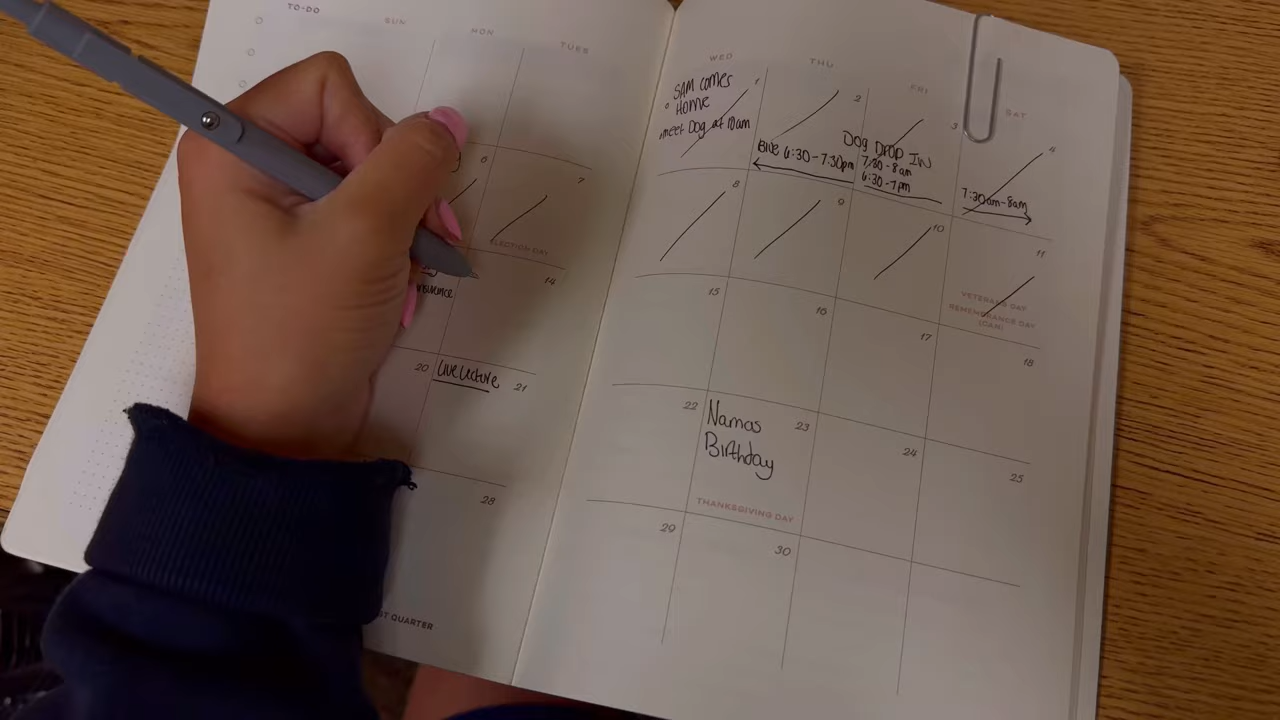 TO-DO
SUN
MON
TUES
6
7
ELECTION DAY
14
insurance
20
Live Lecture
21
28
ST QUARTER
WED
THU
FRI
SAT
1
SAM comes
Home
meet Dog at 10am
2
Blue 6:30-7:30pm
3
Dog Drop IN
7:30-8am
6:30-7pm
4
7:30am-8am
8
9
10
11
VETERANS DAY
REMEMBRANCE DAY
(CAN)
15
16
17
18
22
Namas
Birthday
23
THANKSGIVING DAY
24
25
29
30